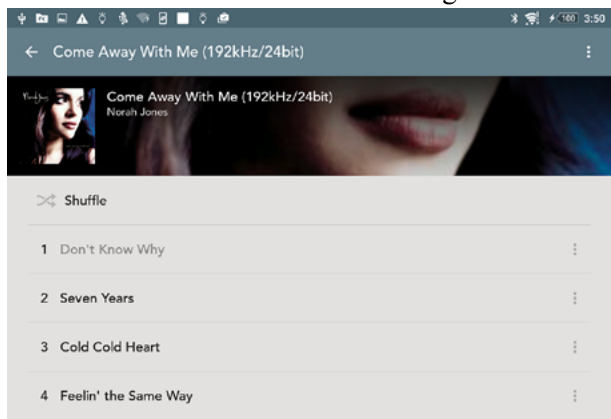 100 3:50
Come Away With Me (192kHz/24bit)
Come Away With Me (192kHz/24bit)
Norah Jones
Shuffle
1 Don't Know Why
2 Seven Years
3 Cold Cold Heart
4 Feelin' the Same Way